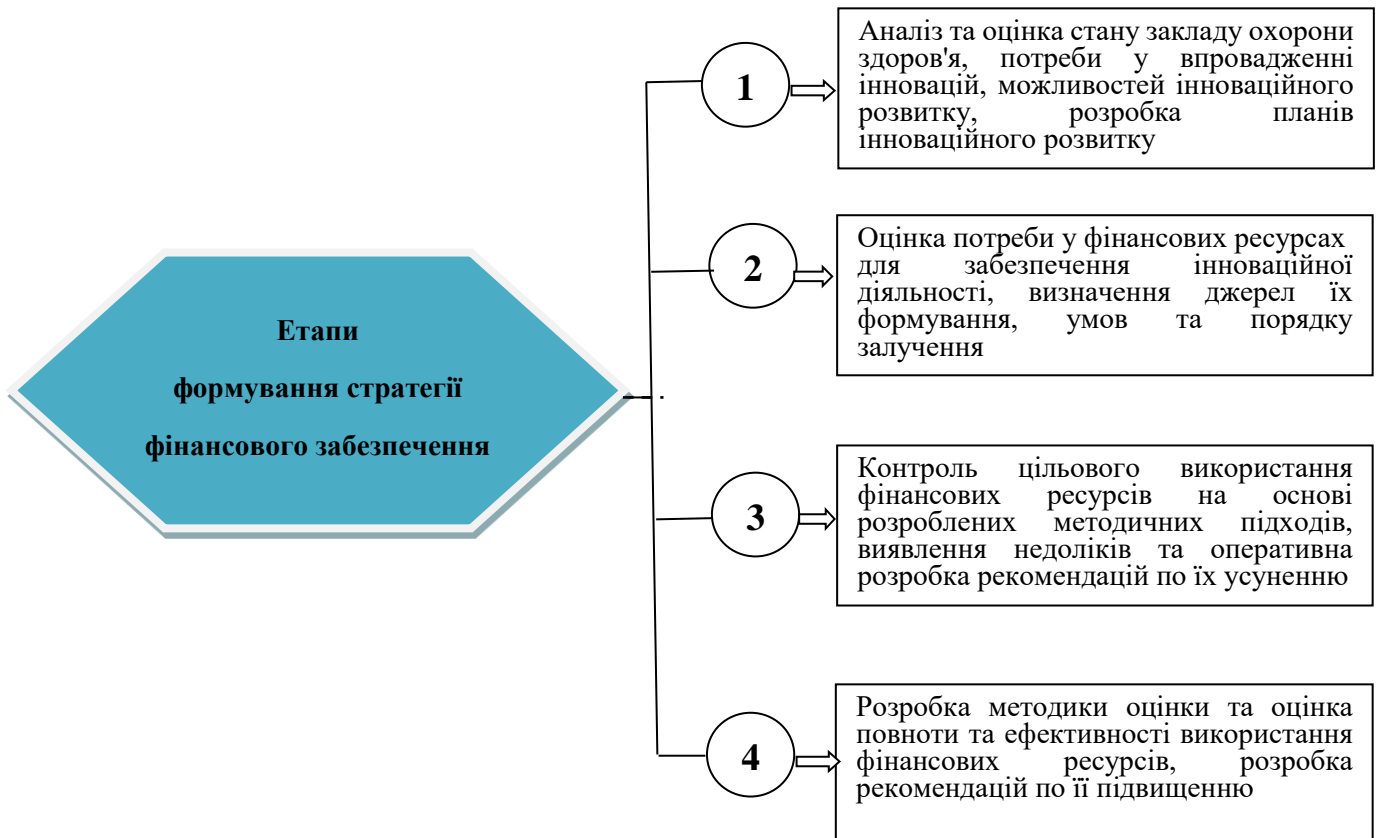 Етапи
формування стратегії
фінансового забезпечення
1
Аналіз та оцінка стану закладу охорони
здоров'я, потреби у впровадженні
інновацій, можливостей інноваційного
розвитку, розробка планів
інноваційного розвитку
2
Оцінка потреби у фінансових ресурсах
для забезпечення інноваційної
діяльності, визначення джерел їх
формування, умов та порядку
залучення
3
Контроль цільового використання
фінансових ресурсів на основі
розроблених методичних підходів,
виявлення недоліків та оперативна
розробка рекомендацій по їх усуненню
4
Розробка методики оцінки та оцінка
повноти та ефективності використання
фінансових ресурсів, розробка
рекомендацій по її підвищенню